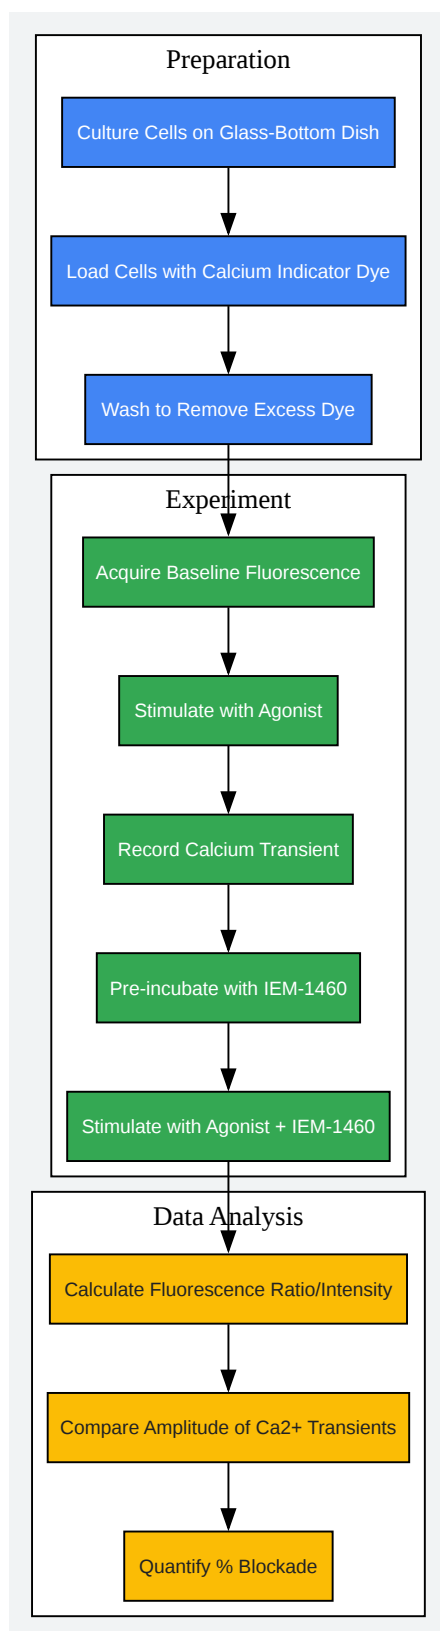 Preparation
Culture Cells on Glass-Bottom Dish
Load Cells with Calcium Indicator Dye
Wash to Remove Excess Dye
Experiment
Acquire Baseline Fluorescence
Stimulate with Agonist
Record Calcium Transient
Pre-incubate with IEM-1460
Stimulate with Agonist + IEM-1460
Data Analysis
Calculate Fluorescence Ratio/Intensity
Compare Amplitude of Ca2+ Transients
Quantify % Blockade